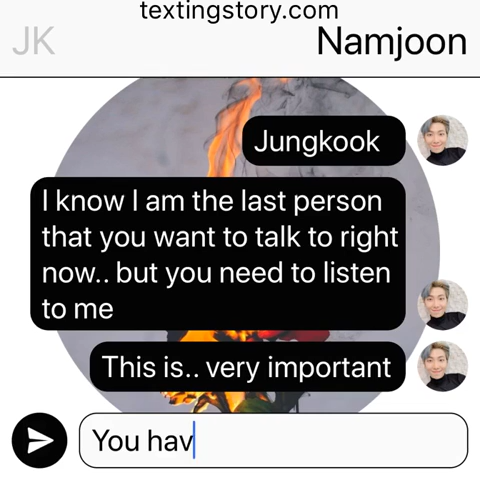 textingstory.com
JK
Namjoon
Jungkook
I know I am the last person
that you want to talk to right
now.. but you need to listen
to me
This is.. very important
You hav